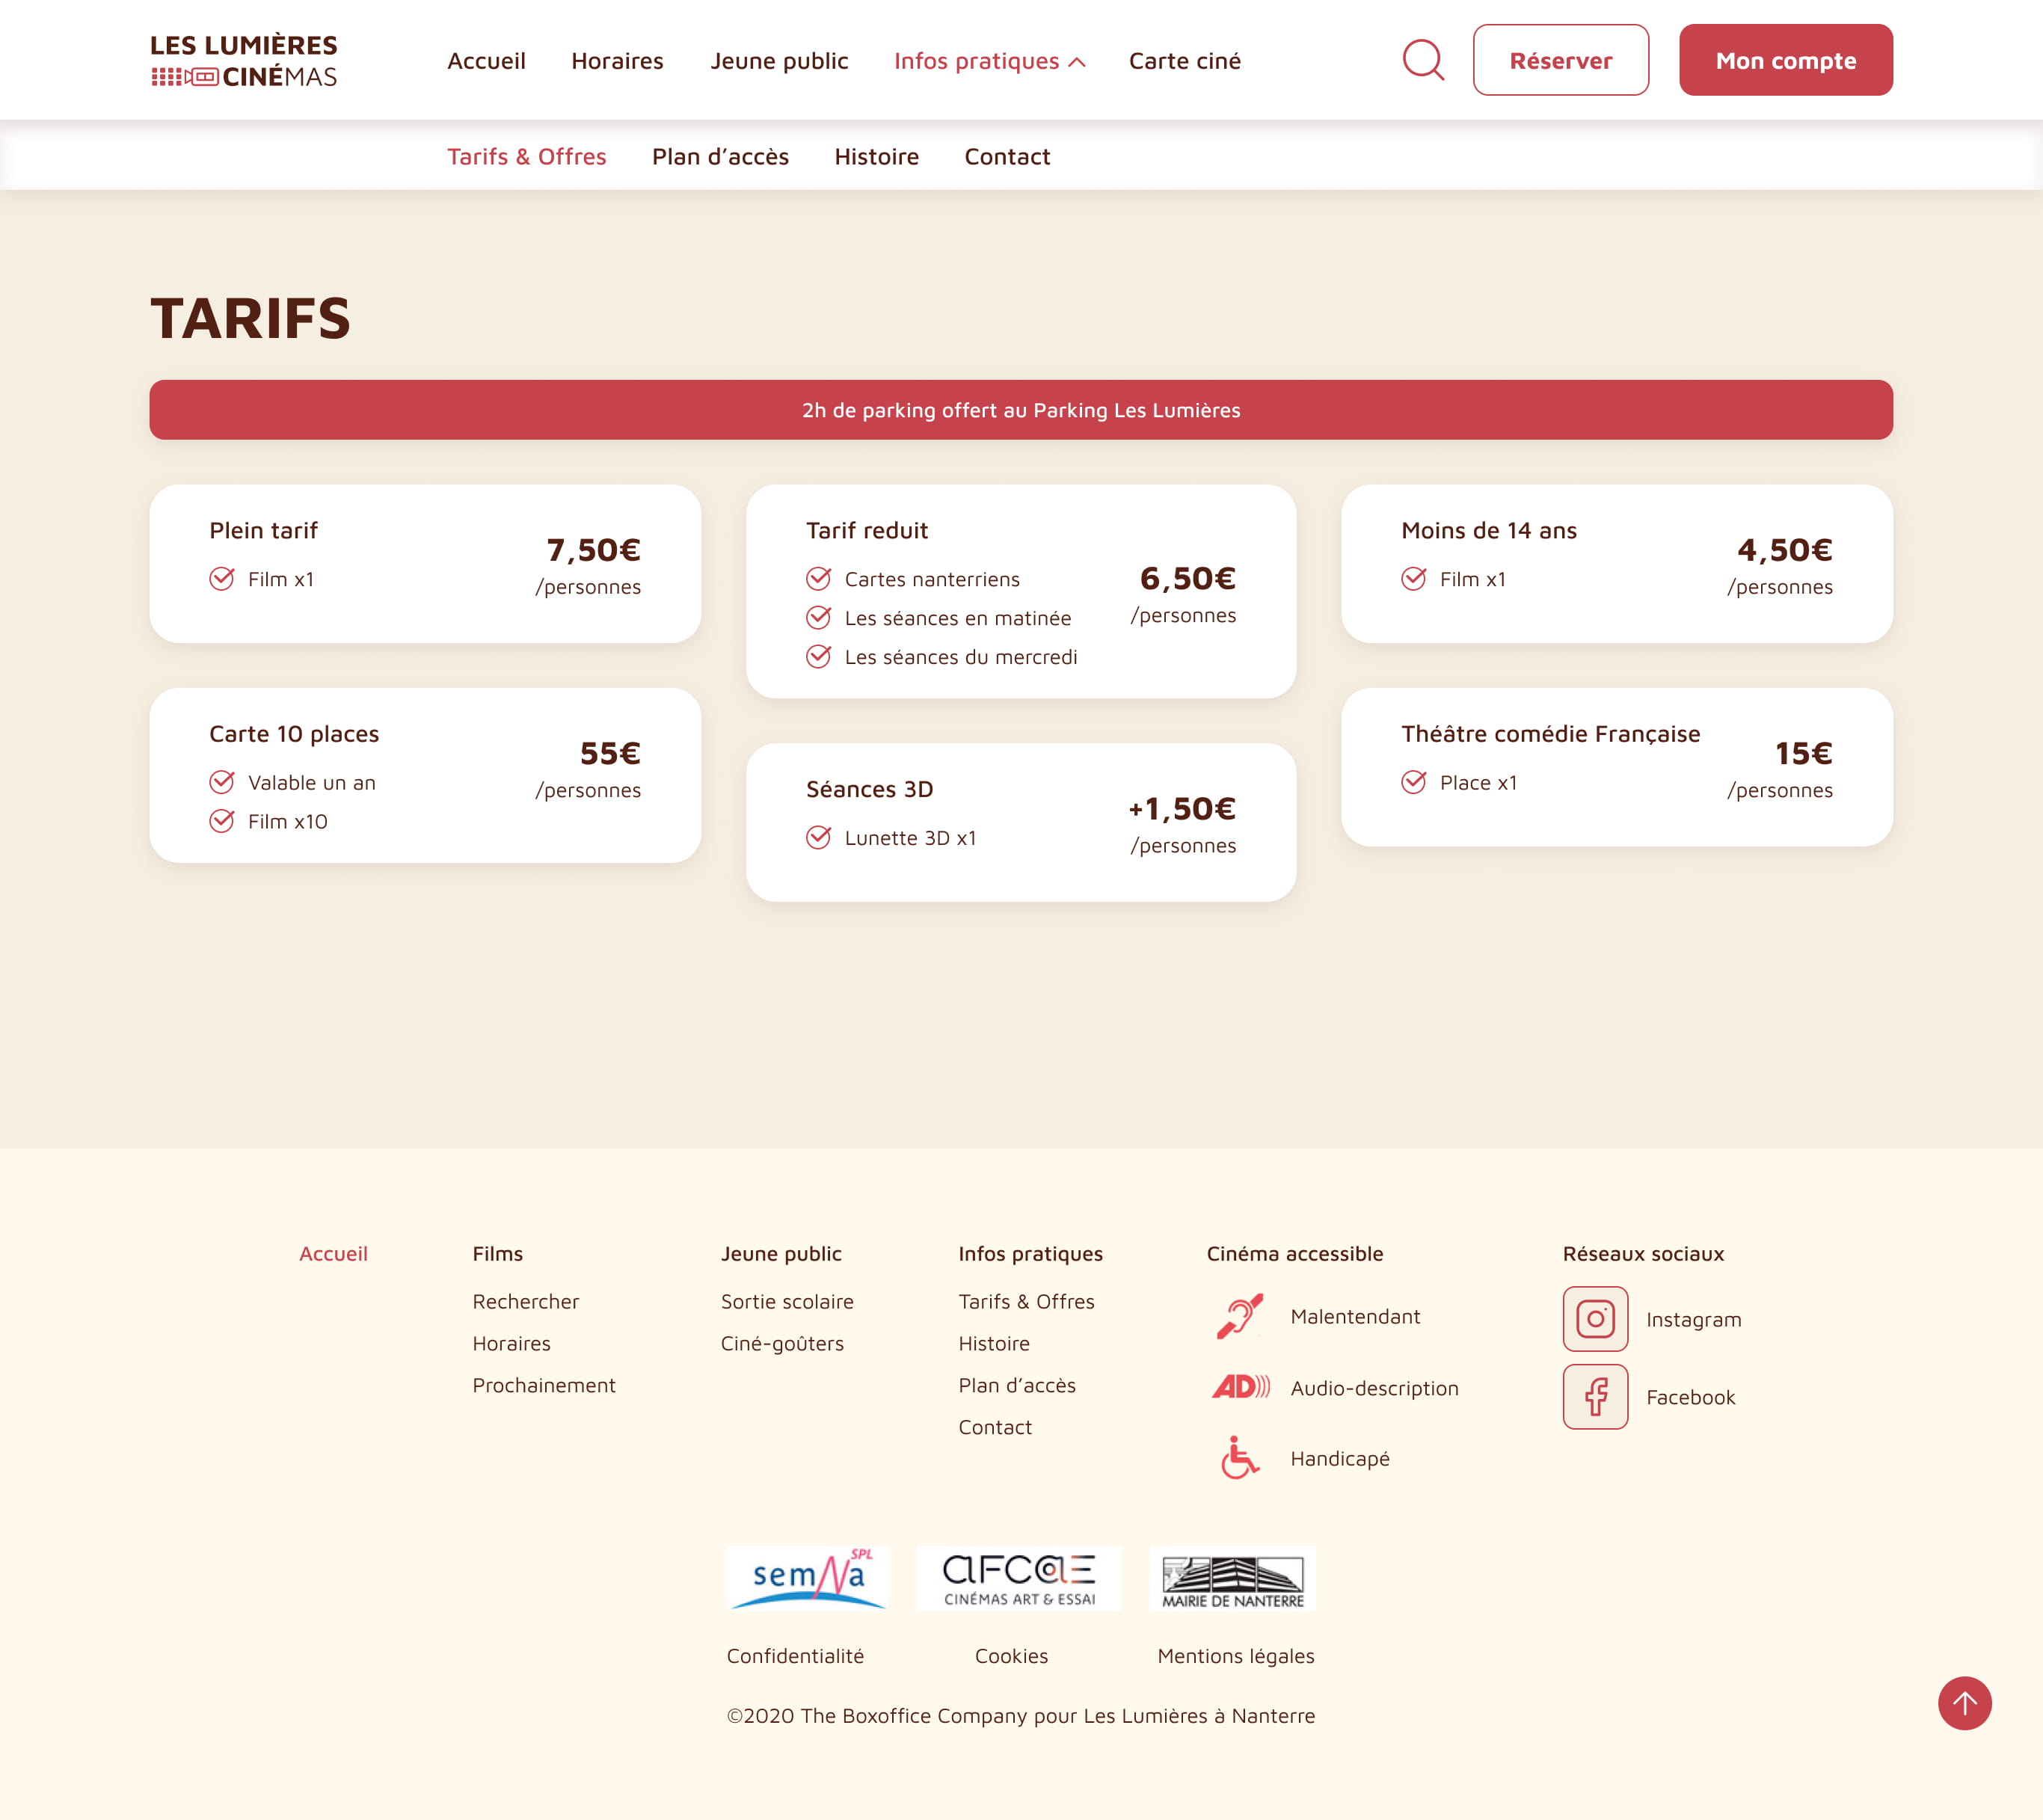 LES LUMIÈRES
CINÉMAS
Accueil
Horaires
Jeune public
Infos pratiques
Carte ciné
Réserver
Mon compte
Tarifs & Offres
Plan d’accès
Histoire
Contact
TARIFS
2h de parking offert au Parking Les Lumières
Plein tarif
Film x1
7,50€
/personnes
Tarif reduit
Cartes nanterriens
Les séances en matinée
Les séances du mercredi
6,50€
/personnes
Moins de 14 ans
Film x1
4,50€
/personnes
Carte 10 places
Valable un an
Film x10
55€
/personnes
Séances 3D
Lunette 3D x1
+1,50€
/personnes
Théâtre comédie Française
Place x1
15€
/personnes
Accueil
Films
Rechercher
Horaires
Prochainement
Jeune public
Sortie scolaire
Ciné-goûters
Infos pratiques
Tarifs & Offres
Histoire
Plan d’accès
Contact
Cinéma accessible
Malentendant
AD
Audio-description
Handicapé
Réseaux sociaux
Instagram
Facebook
semNa SPL
AFCAE
CINÉMAS ART & ESSAI
MAIRIE DE NANTERRE
Confidentialité
Cookies
Mentions légales
©2020 The Boxoffice Company pour Les Lumières à Nanterre